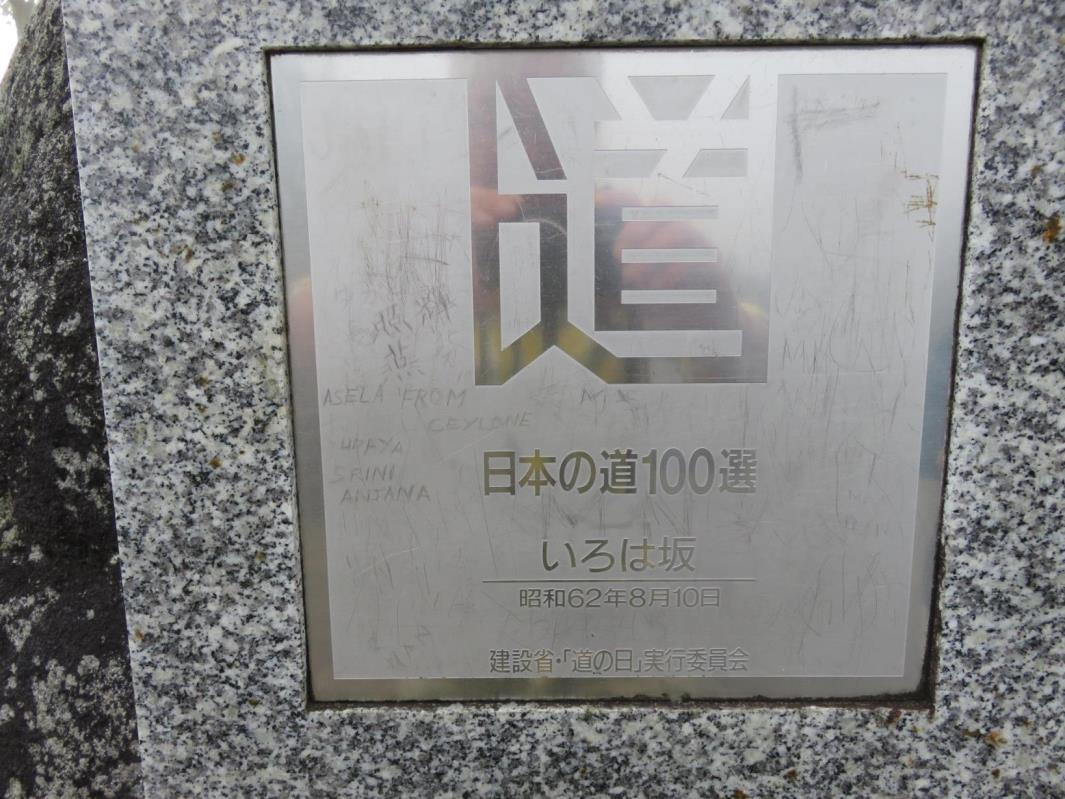 道
ASELA FROM
CEYLONE
UPAYA
SRINI
ANJANA
日本の道100選
いろは坂
昭和62年8月10日
建設省・「道の日」実行委員会